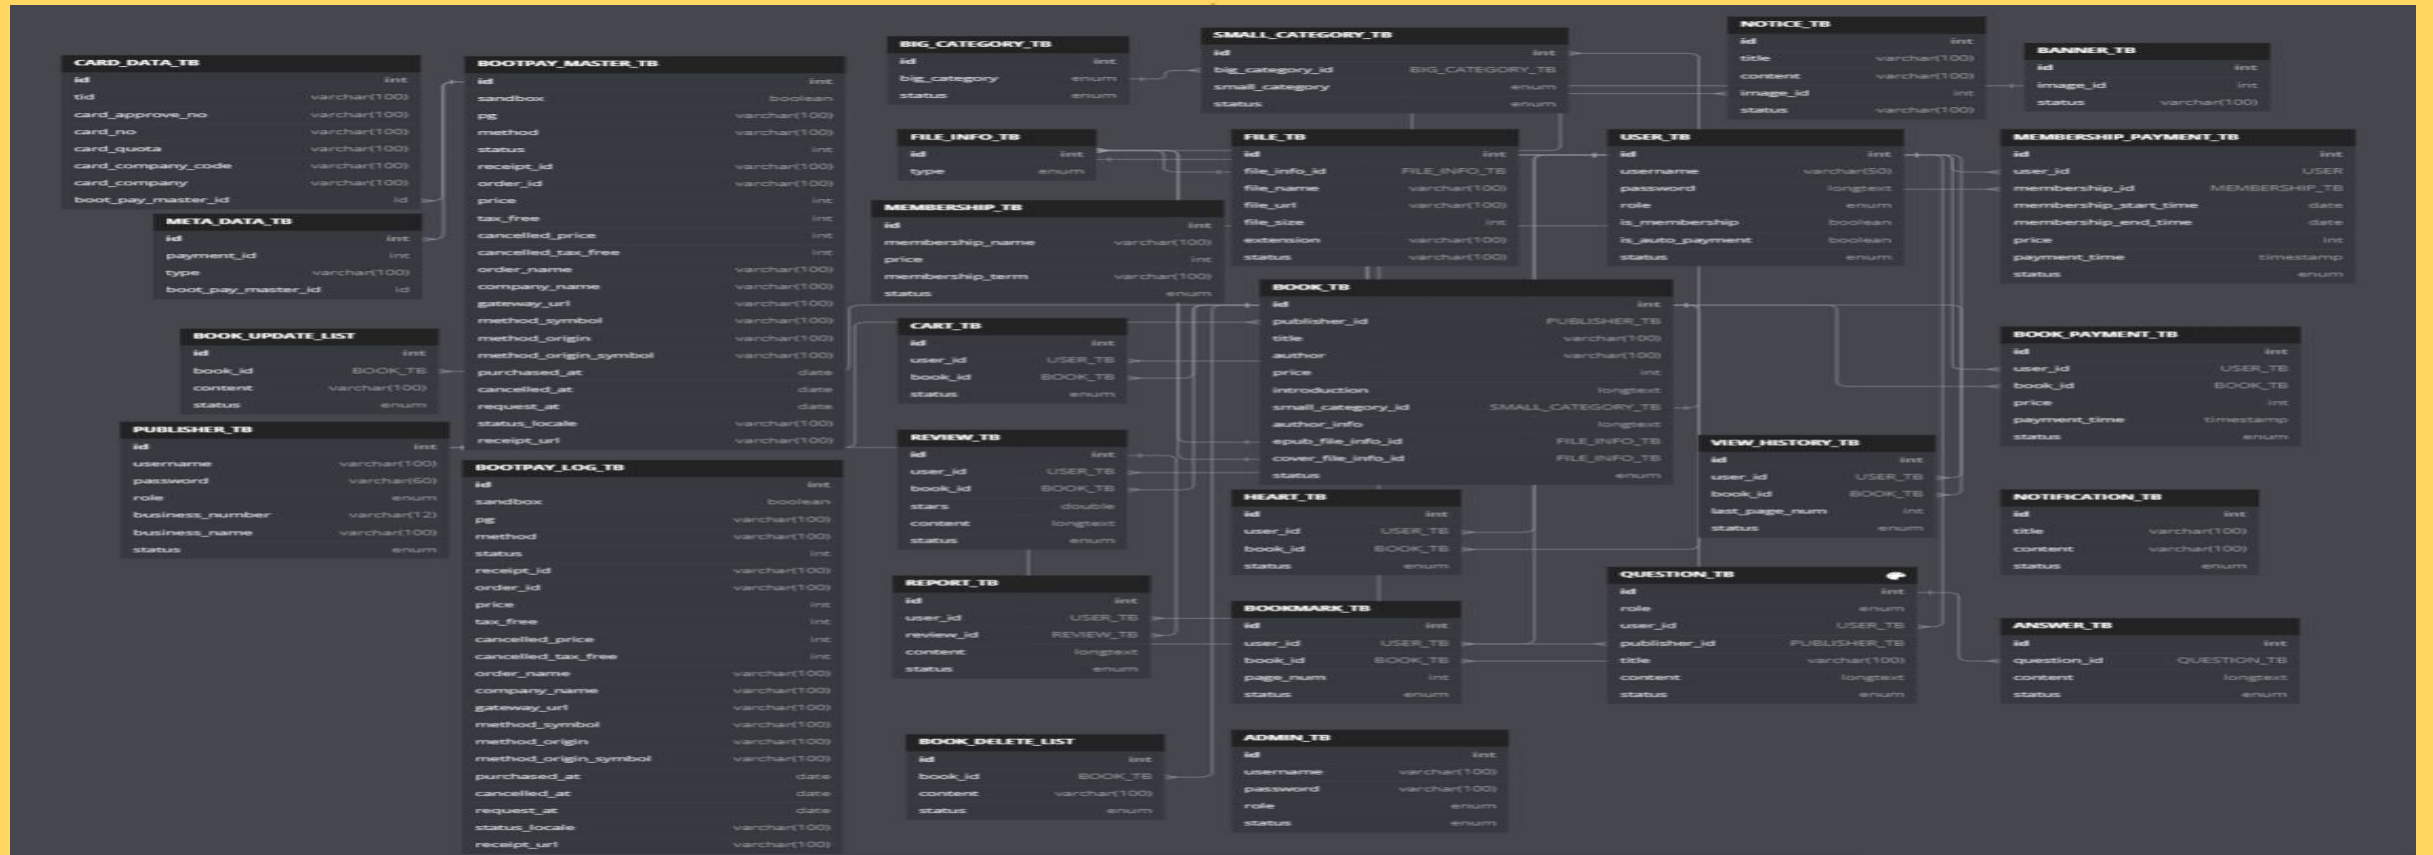 CARD_DATA_TB
id int
tid varchar(100)
card_approve_no varchar(100)
card_no varchar(100)
card_quota varchar(100)
card_company_code varchar(100)
card_company varchar(100)
boot_pay_master_id id
META_DATA_TB
id int
payment_id int
type varchar(100)
boot_pay_master_id id
BOOK_UPDATE_LIST
id int
book_id BOOK_TB
content varchar(100)
status enum
PUBLISHER_TB
id int
username varchar(100)
password varchar(60)
role enum
business_number varchar(12)
business_name varchar(100)
status enum
BOOTPAY_MASTER_TB
id int
sandbox boolean
pg varchar(100)
method varchar(100)
status int
receipt_id varchar(100)
order_id varchar(100)
price int
tax_free int
cancelled_price int
cancelled_tax_free int
order_name varchar(100)
company_name varchar(100)
gateway_url varchar(100)
method_symbol varchar(100)
method_origin varchar(100)
method_origin_symbol varchar(100)
purchased_at date
cancelled_at date
request_at date
status_locale varchar(100)
receipt_url varchar(100)
BOOTPAY_LOG_TB
id int
sandbox boolean
pg varchar(100)
method varchar(100)
status int
receipt_id varchar(100)
order_id varchar(100)
price int
tax_free int
cancelled_price int
cancelled_tax_free int
order_name varchar(100)
company_name varchar(100)
gateway_url varchar(100)
method_symbol varchar(100)
method_origin varchar(100)
method_origin_symbol varchar(100)
purchased_at date
cancelled_at date
request_at date
status_locale varchar(100)
receipt_url varchar(100)
BIG_CATEGORY_TB
id int
big_category enum
status enum
FILE_INFO_TB
id int
type enum
MEMBERSHIP_TB
id int
membership_name varchar(100)
price int
membership_term varchar(100)
status enum
CART_TB
id int
user_id USER_TB
book_id BOOK_TB
status enum
REVIEW_TB
id int
user_id USER_TB
book_id BOOK_TB
stars double
content longtext
status enum
REPORT_TB
id int
user_id USER_TB
review_id REVIEW_TB
content longtext
status enum
BOOK_DELETE_LIST
id int
book_id BOOK_TB
content varchar(100)
status enum
SMALL_CATEGORY_TB
id int
big_category_id BIG_CATEGORY_TB
small_category enum
status enum
FILE_TB
id int
file_info_id FILE_INFO_TB
file_name varchar(100)
file_url varchar(100)
file_size int
extension varchar(100)
status varchar(100)
BOOK_TB
id int
publisher_id PUBLISHER_TB
title varchar(100)
author varchar(100)
price int
introduction longtext
small_category_id SMALL_CATEGORY_TB
author_info longtext
epub_file_info_id FILE_INFO_TB
cover_file_info_id FILE_INFO_TB
status enum
HEART_TB
id int
user_id USER_TB
book_id BOOK_TB
status enum
BOOKMARK_TB
id int
user_id USER_TB
book_id BOOK_TB
page_num int
status enum
ADMIN_TB
id int
username varchar(100)
password varchar(100)
role enum
status enum
NOTICE_TB
id int
title varchar(100)
content varchar(100)
image_id int
status varchar(100)
USER_TB
id int
username varchar(50)
password longtext
role enum
is_membership boolean
is_auto_payment boolean
status enum
VIEW_HISTORY_TB
id int
user_id USER_TB
book_id BOOK_TB
last_page_num int
status enum
QUESTION_TB
id int
role enum
user_id USER_TB
publisher_id PUBLISHER_TB
title varchar(100)
content longtext
status enum
BANNER_TB
id int
image_id int
status varchar(100)
MEMBERSHIP_PAYMENT_TB
id int
user_id USER
membership_id MEMBERSHIP_TB
membership_start_time date
membership_end_time date
price int
payment_time timestamp
status enum
BOOK_PAYMENT_TB
id int
user_id USER_TB
book_id BOOK_TB
price int
payment_time timestamp
status enum
NOTIFICATION_TB
id int
title varchar(100)
content varchar(100)
status enum
ANSWER_TB
id int
question_id QUESTION_TB
content longtext
status enum